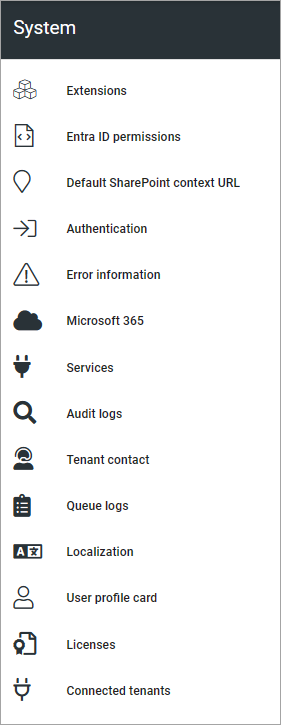 System
Extensions
Entra ID permissions
Default SharePoint context URL
Authentication
Error information
Microsoft 365
Services
Audit logs
Tenant contact
Queue logs
Localization
User profile card
Licenses
Connected tenants